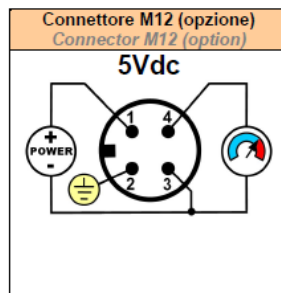 Connettore M12 (opzione)
Connector M12 (option)
5Vdc
1 4
+
POWER
-
2 3